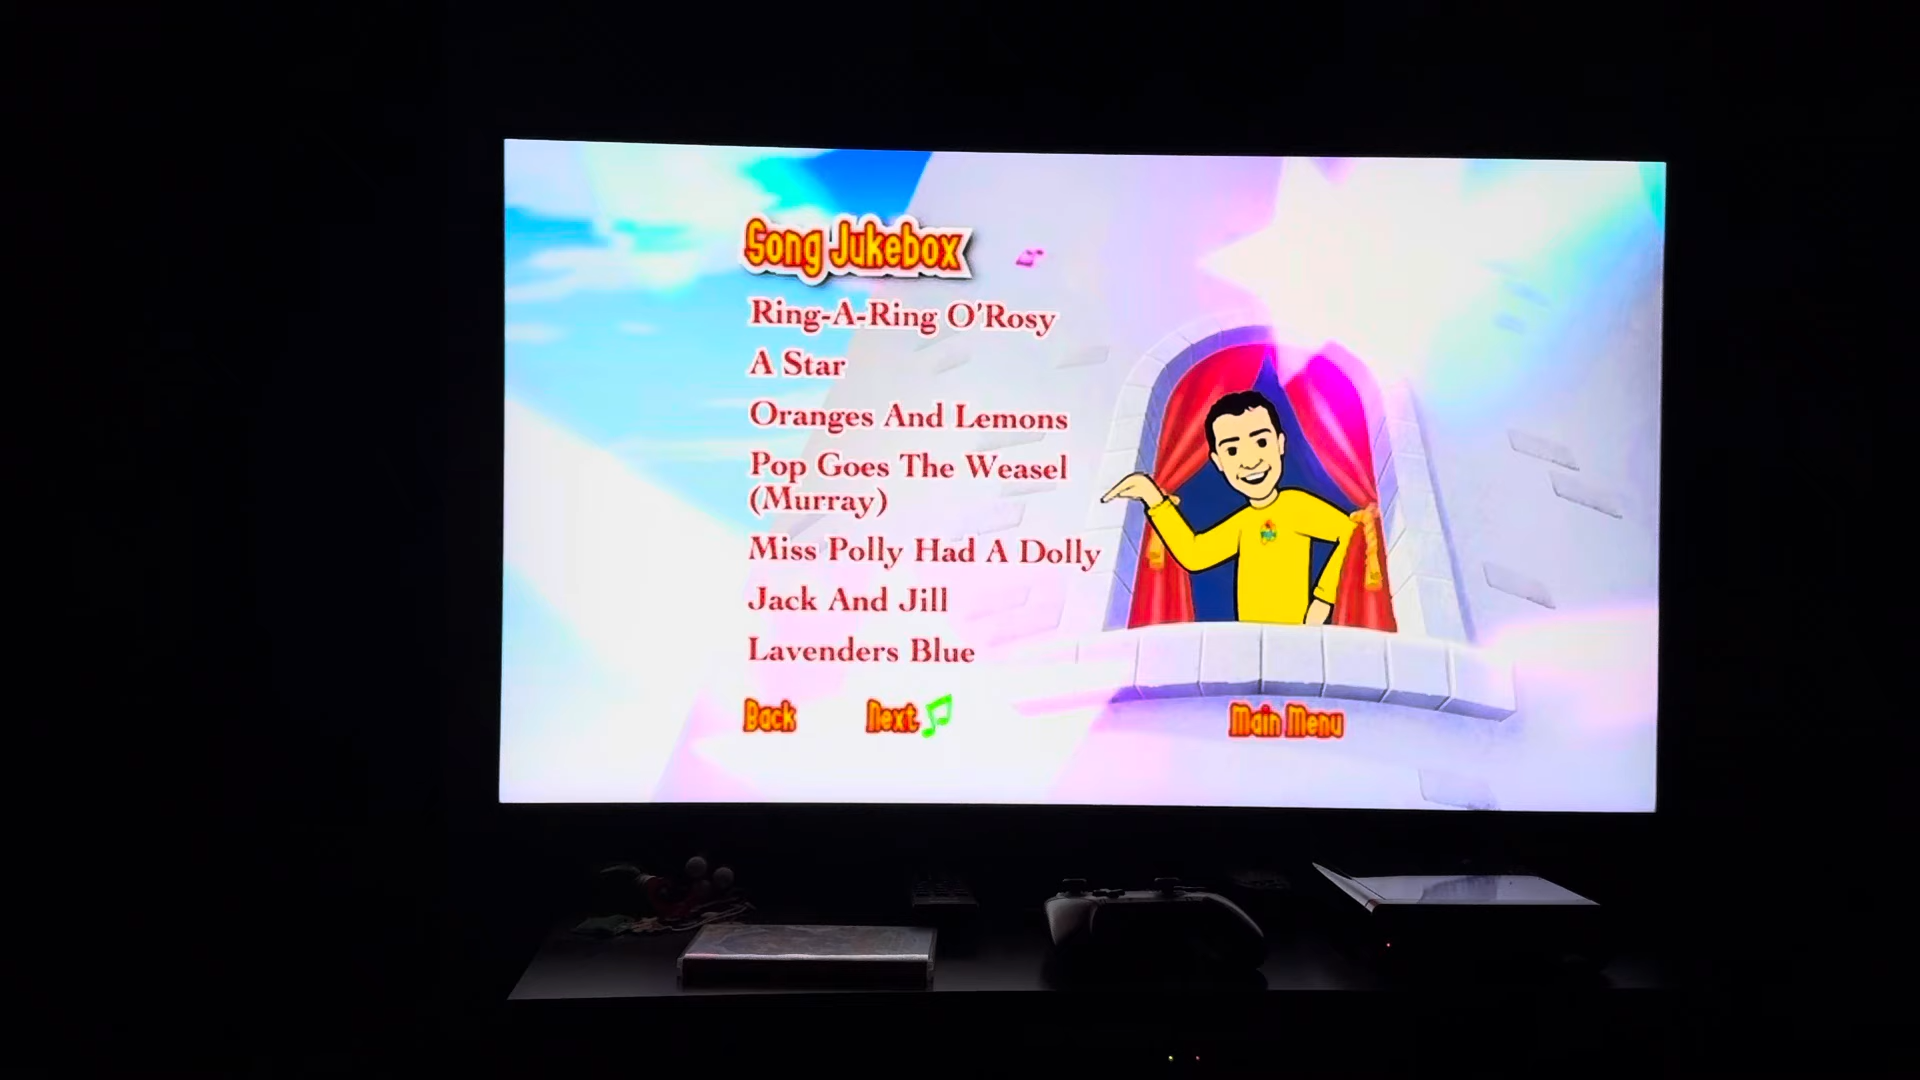 Song Jukebox
Ring-A-Ring O'Rosy
A Star
Oranges And Lemons
Pop Goes The Weasel
(Murray)
Miss Polly Had A Dolly
Jack And Jill
Lavenders Blue
Back Next Main Menu